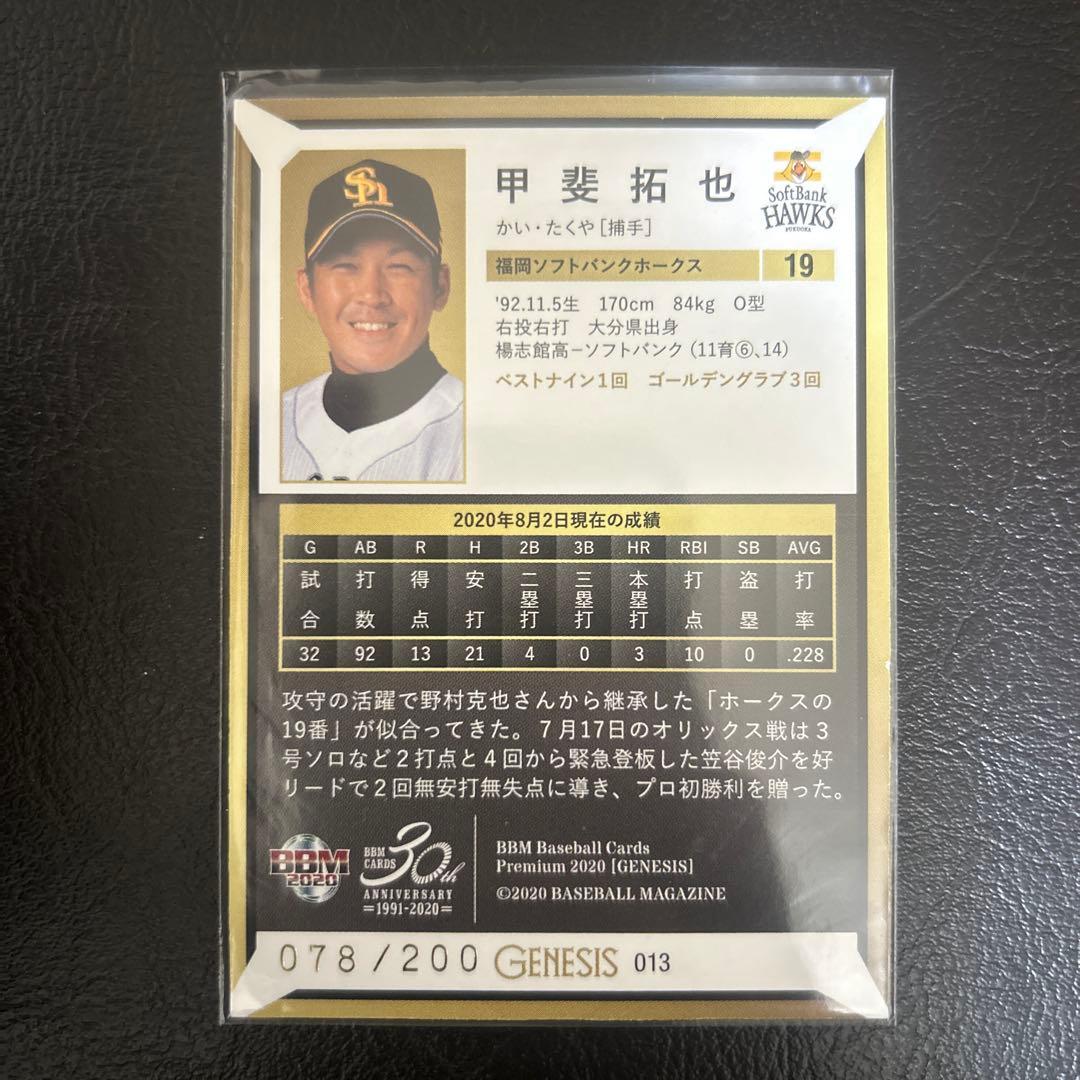 甲斐拓也
かい・たくや[捕手]
SoftBank
HAWKS
FUKUOKA
福岡ソフトバンクホークス 19
'92.11.5生 170cm 84kg O型
右投右打 大分県出身
楊志館高−ソフトバンク(11育⑥、14)
ベストナイン1回 ゴールデングラブ3回
2020年8月2日現在の成績
G AB R H 2B 3B HR RBI SB AVG
試合 打数 得点 安打 二塁打 三塁打 本塁打 打点 盗塁 打率
32 92 13 21 4 0 3 10 0 .228
攻守の活躍で野村克也さんから継承した「ホークスの
19番」が似合ってきた。7月17日のオリックス戦は3
号ソロなど2打点と4回から緊急登板した笠谷俊介を好
リードで2回無安打無失点に導き、プロ初勝利を贈った。
BBM
2020
BBM
CARDS 30th
ANNIVERSARY
=1991-2020=
BBM Baseball Cards
Premium 2020 [GENESIS]
©2020 BASEBALL MAGAZINE
078/200 GENESIS 013